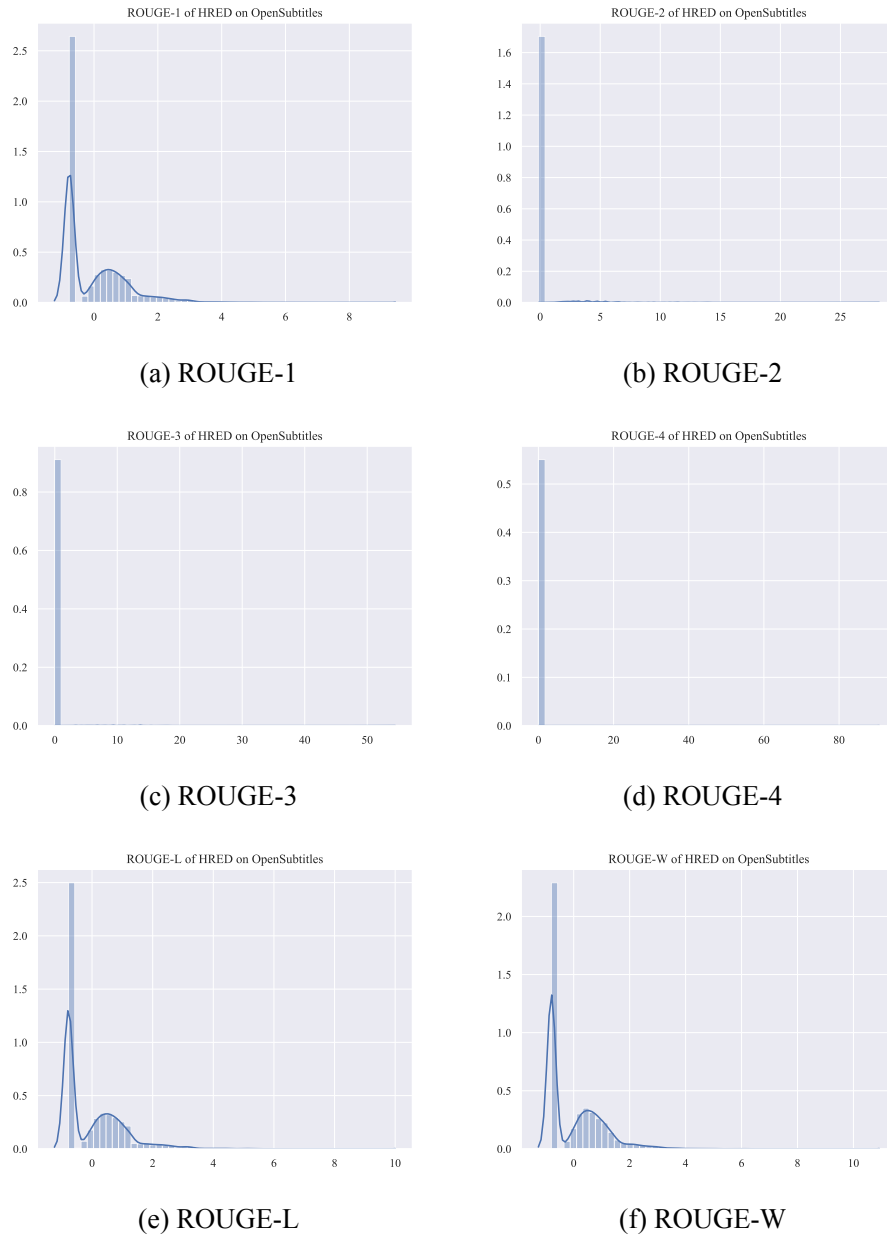 ROUGE-1 of HRED on OpenSubtitles
2.5
2.0
1.5
1.0
0.5
0.0
0 2 4 6 8
(a) ROUGE-1
ROUGE-2 of HRED on OpenSubtitles
1.6
1.4
1.2
1.0
0.8
0.6
0.4
0.2
0.0
0 5 10 15 20 25
(b) ROUGE-2
ROUGE-3 of HRED on OpenSubtitles
0.8
0.6
0.4
0.2
0.0
0 10 20 30 40 50
(c) ROUGE-3
ROUGE-4 of HRED on OpenSubtitles
0.5
0.4
0.3
0.2
0.1
0.0
0 20 40 60 80
(d) ROUGE-4
ROUGE-L of HRED on OpenSubtitles
2.5
2.0
1.5
1.0
0.5
0.0
0 2 4 6 8 10
(e) ROUGE-L
ROUGE-W of HRED on OpenSubtitles
2.0
1.5
1.0
0.5
0.0
0 2 4 6 8 10
(f) ROUGE-W